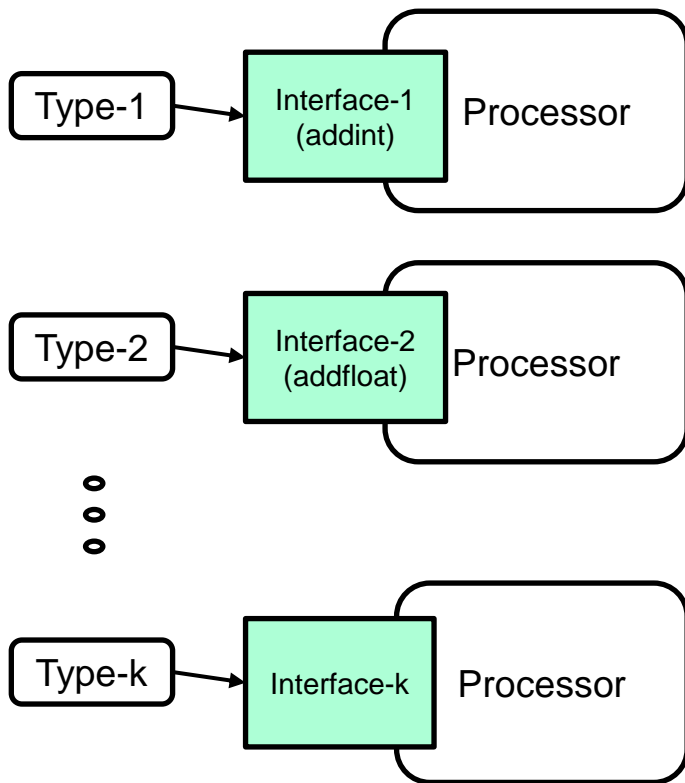 Type-1
Interface-1
(addint)
Processor
Type-2
Interface-2
(addfloat)
Processor
Type-k
Interface-k
Processor